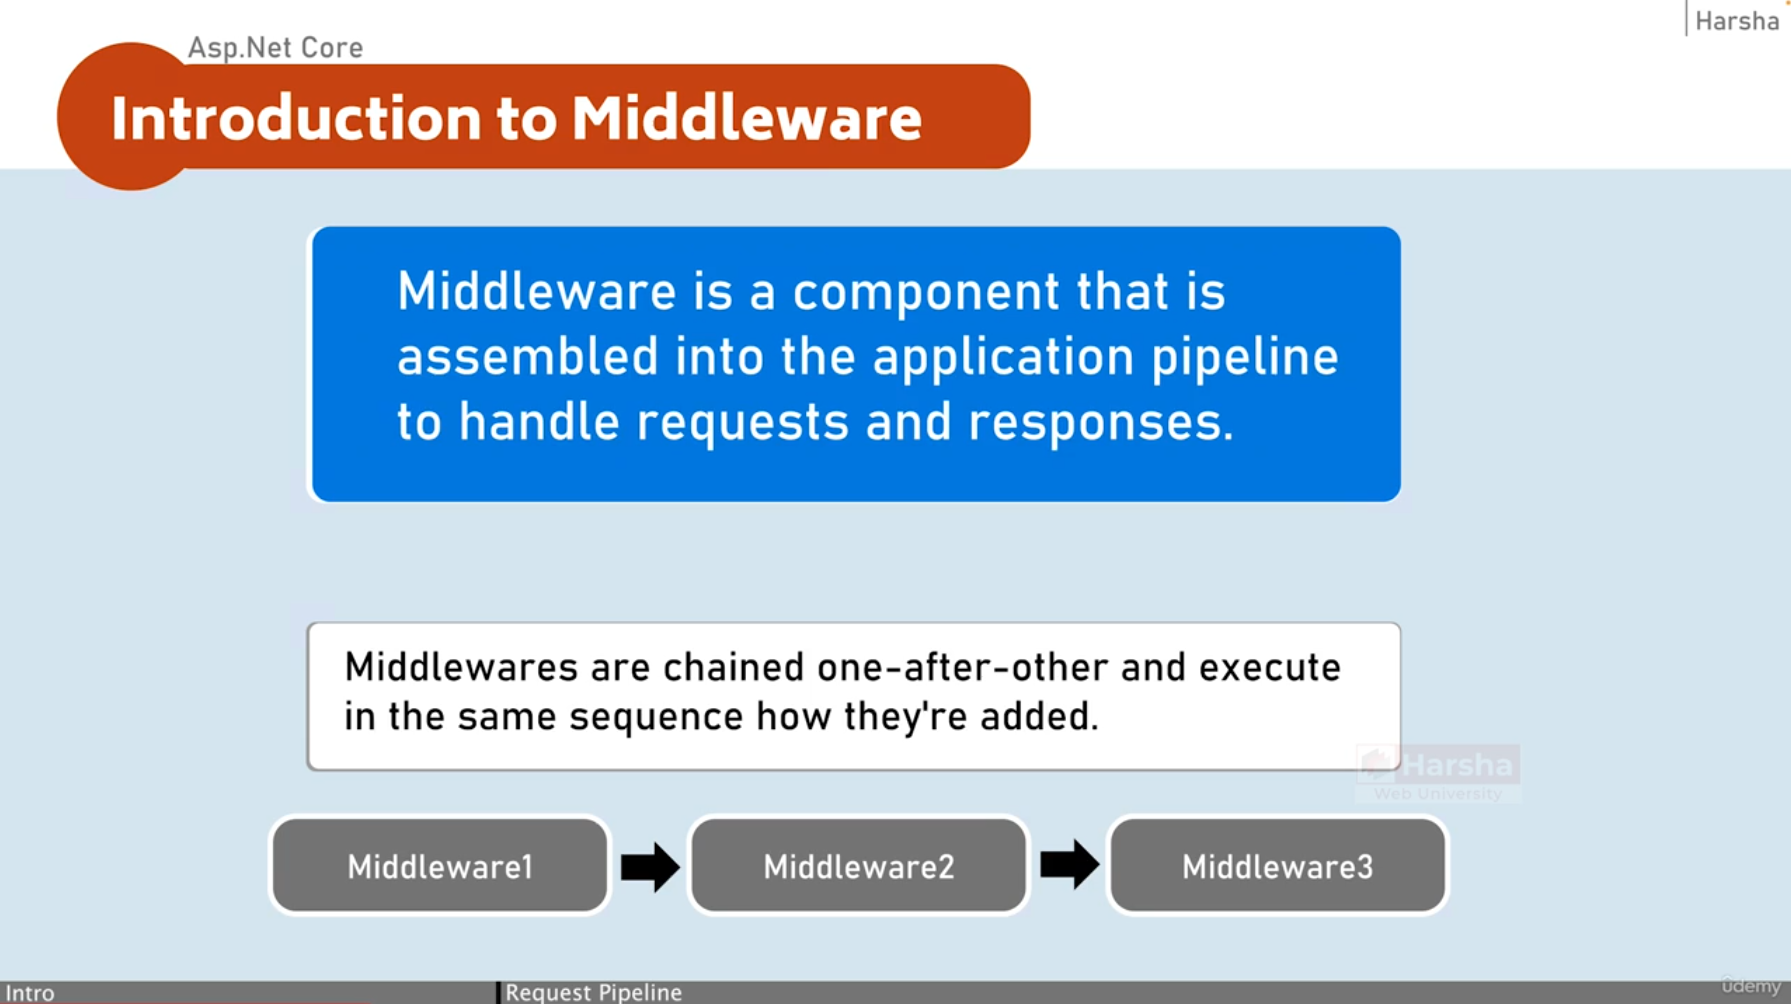 Harsha
Asp.Net Core
Introduction to Middleware
Middleware is a component that is
assembled into the application pipeline
to handle requests and responses.
Middlewares are chained one-after-other and execute
in the same sequence how they're added.
Harsha
Web University
Middleware1
Middleware2
Middleware3
Intro
Request Pipeline
ûdemy